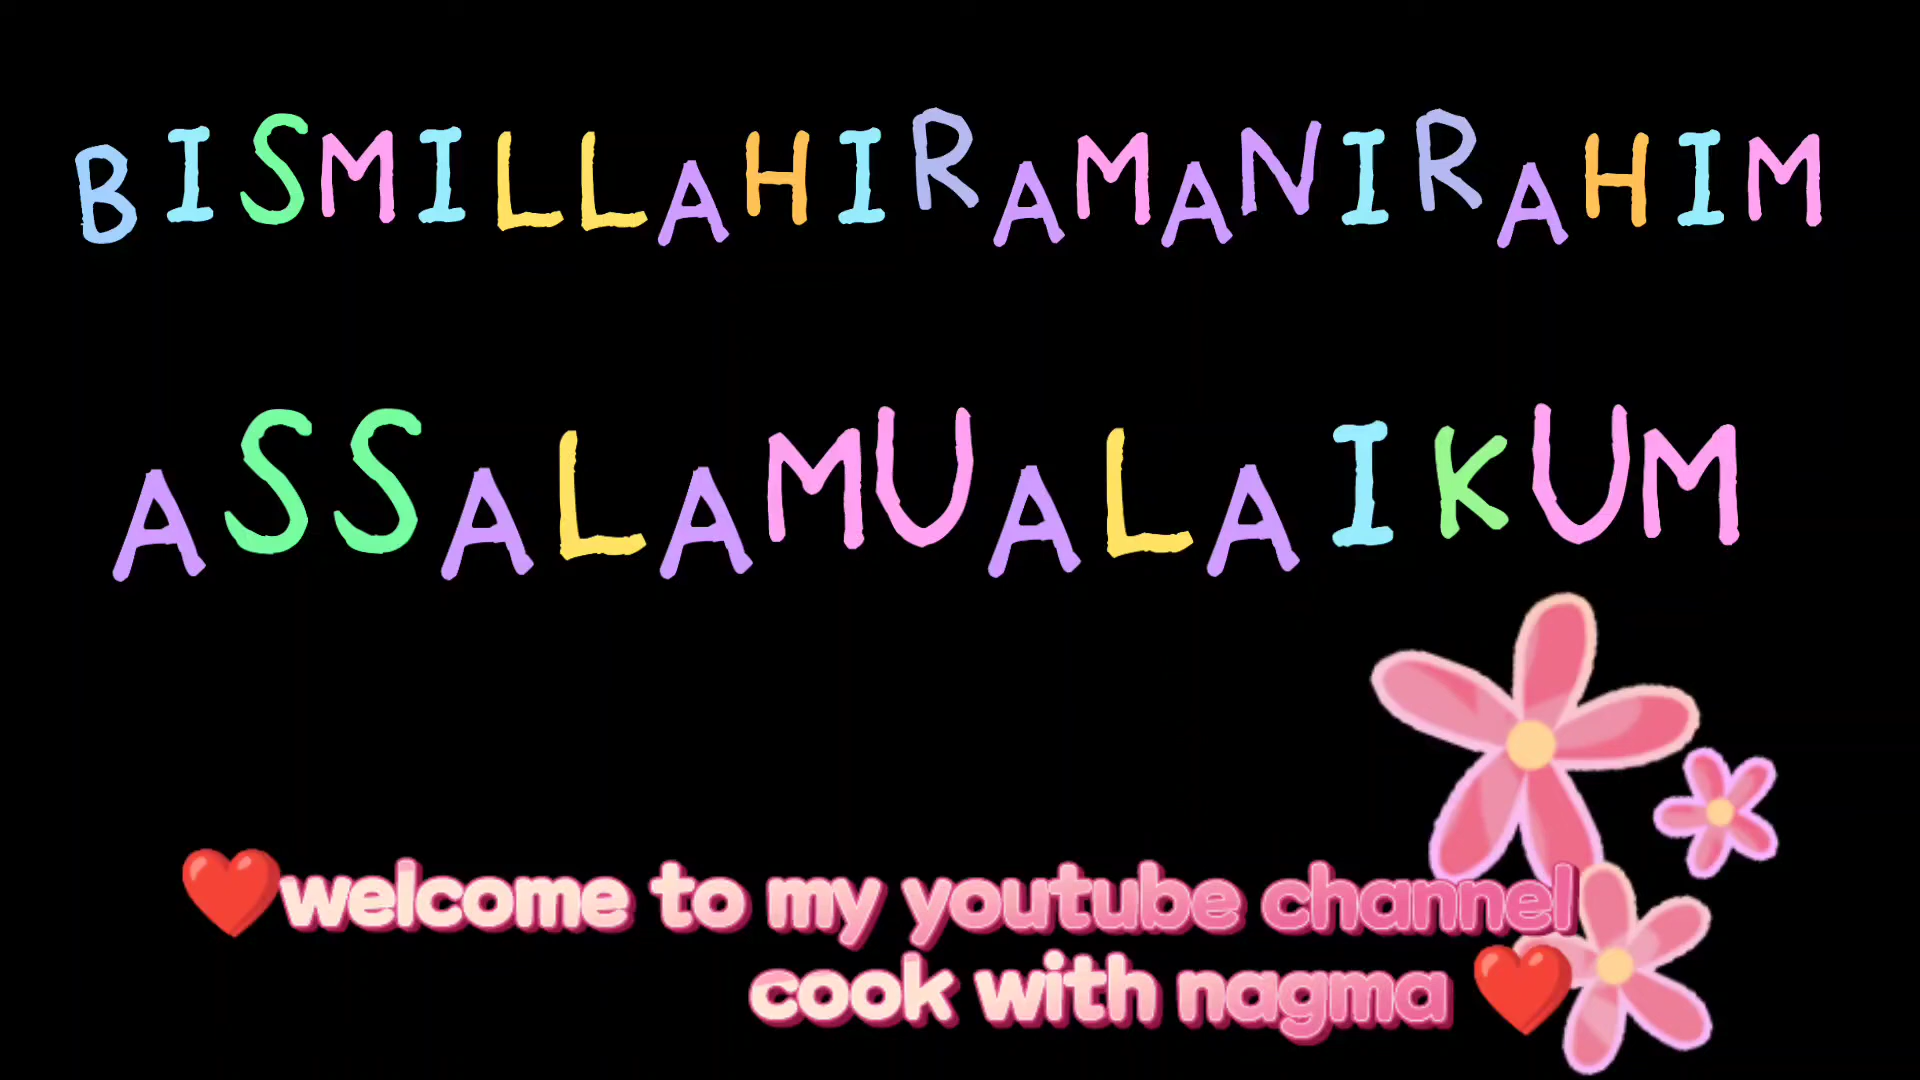 BISMILLAHIRAMANIRAHIM
ASSALAMUALAIKUM
❤️welcome to my youtube channel
cook with nagma ❤️